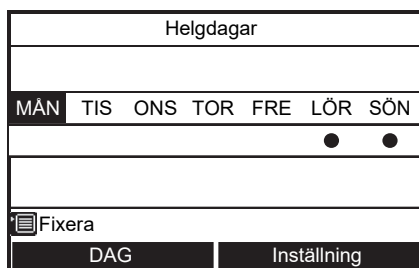 Helgdagar
MÅN TIS ONS TOR FRE LÖR SÖN
Fixera
DAG Inställning